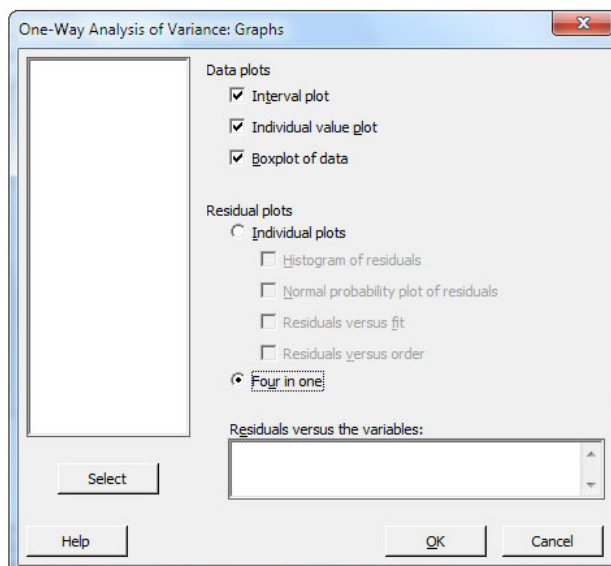 One-Way Analysis of Variance: Graphs
Data plots
Interval plot
Individual value plot
Boxplot of data
Residual plots
Individual plots
Histogram of residuals
Normal probability plot of residuals
Residuals versus fit
Residuals versus order
Four in one
Residuals versus the variables:
Select
Help
OK
Cancel